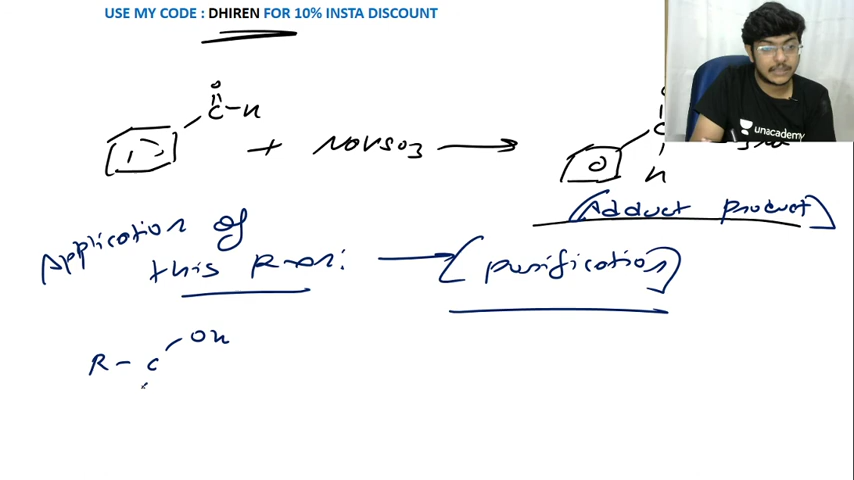 USE MY CODE : DHIREN FOR 10% INSTA DISCOUNT
unacademy
O
C-H
+ NaHSO3
C
H
Adduct product
Application of
this Rxn:
purification
R - C OH